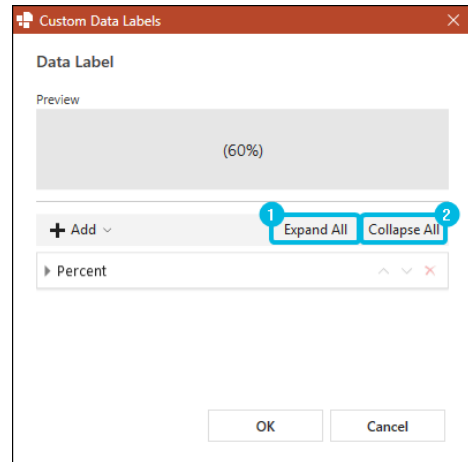 Custom Data Labels
Data Label
Preview
(60%)
1 2
Add Expand All Collapse All
Percent
OK Cancel